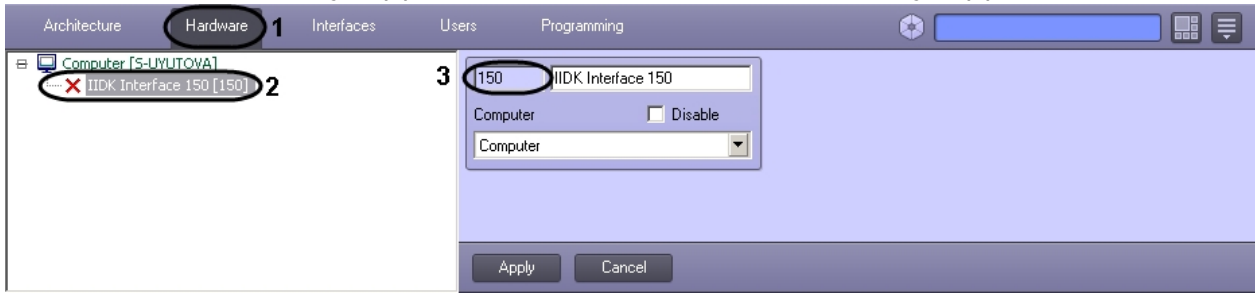 Architecture Hardware 1 Interfaces Users Programming
Computer [S-UYUTOVA]
IIDK Interface 150 [150] 2
3 150 IIDK Interface 150
Computer Disable
Computer
Apply Cancel